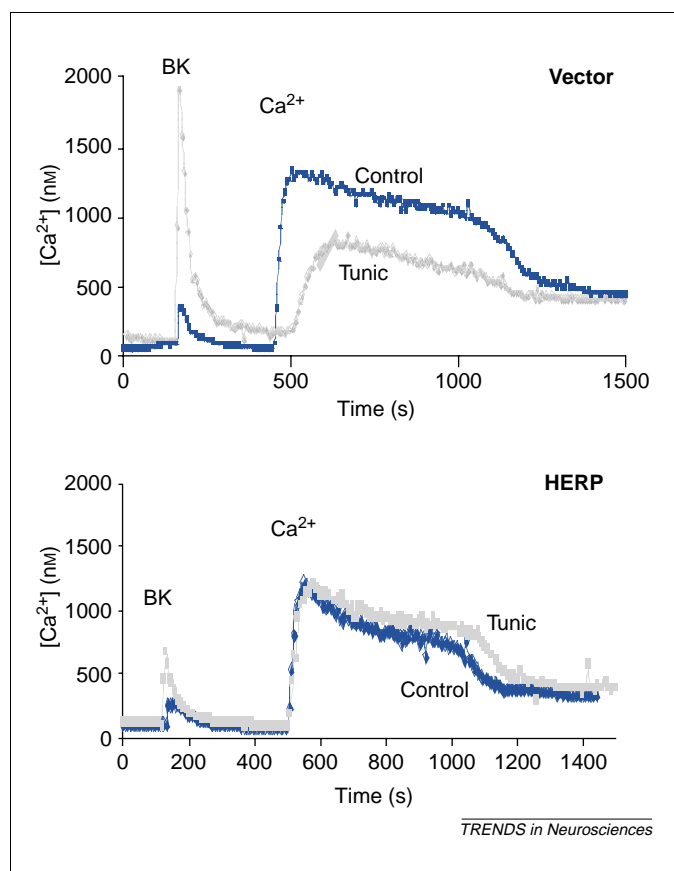 Vector
BK
Ca2+
2000
1500
1000
500
0
[Ca2+] (nM)
Control
Tunic
0 500 1000 1500
Time (s)
HERP
BK
Ca2+
2000
1500
1000
500
0
[Ca2+] (nM)
Tunic
Control
0 200 400 600 800 1000 1200 1400
Time (s)
TRENDS in Neurosciences